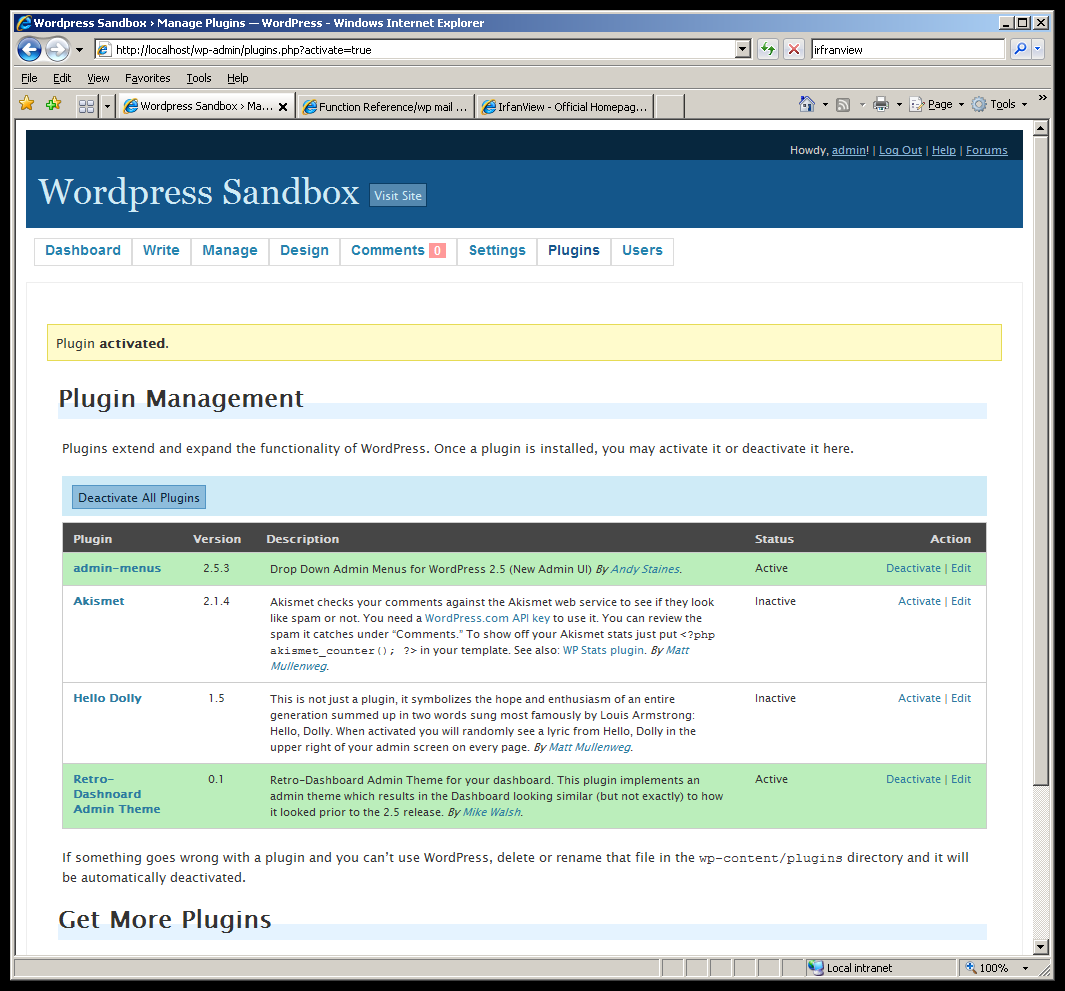 Wordpress Sandbox › Manage Plugins — WordPress - Windows Internet Explorer
http://localhost/wp-admin/plugins.php?activate=true
irfranview
File Edit View Favorites Tools Help
Wordpress Sandbox › Ma... Function Reference/wp mail ... IrfanView - Official Homepag... Page Tools »
Howdy, admin! | Log Out | Help | Forums
Wordpress Sandbox Visit Site
Dashboard Write Manage Design Comments 0 Settings Plugins Users
Plugin activated.
Plugin Management
Plugins extend and expand the functionality of WordPress. Once a plugin is installed, you may activate it or deactivate it here.
Deactivate All Plugins
Plugin Version Description Status Action
admin-menus 2.5.3 Drop Down Admin Menus for WordPress 2.5 (New Admin UI) By Andy Staines. Active Deactivate | Edit
Akismet 2.1.4 Akismet checks your comments against the Akismet web service to see if they look Inactive Activate | Edit
like spam or not. You need a WordPress.com API key to use it. You can review the
spam it catches under “Comments.” To show off your Akismet stats just put <?php
akismet_counter(); ?> in your template. See also: WP Stats plugin. By Matt
Mullenweg.
Hello Dolly 1.5 This is not just a plugin, it symbolizes the hope and enthusiasm of an entire Inactive Activate | Edit
generation summed up in two words sung most famously by Louis Armstrong:
Hello, Dolly. When activated you will randomly see a lyric from Hello, Dolly in the
upper right of your admin screen on every page. By Matt Mullenweg.
Retro- 0.1 Retro-Dashboard Admin Theme for your dashboard. This plugin implements an Active Deactivate | Edit
Dashnoard admin theme which results in the Dashboard looking similar (but not exactly) to how
Admin Theme it looked prior to the 2.5 release. By Mike Walsh.
If something goes wrong with a plugin and you can’t use WordPress, delete or rename that file in the wp-content/plugins directory and it will
be automatically deactivated.
Get More Plugins
Local intranet 100%